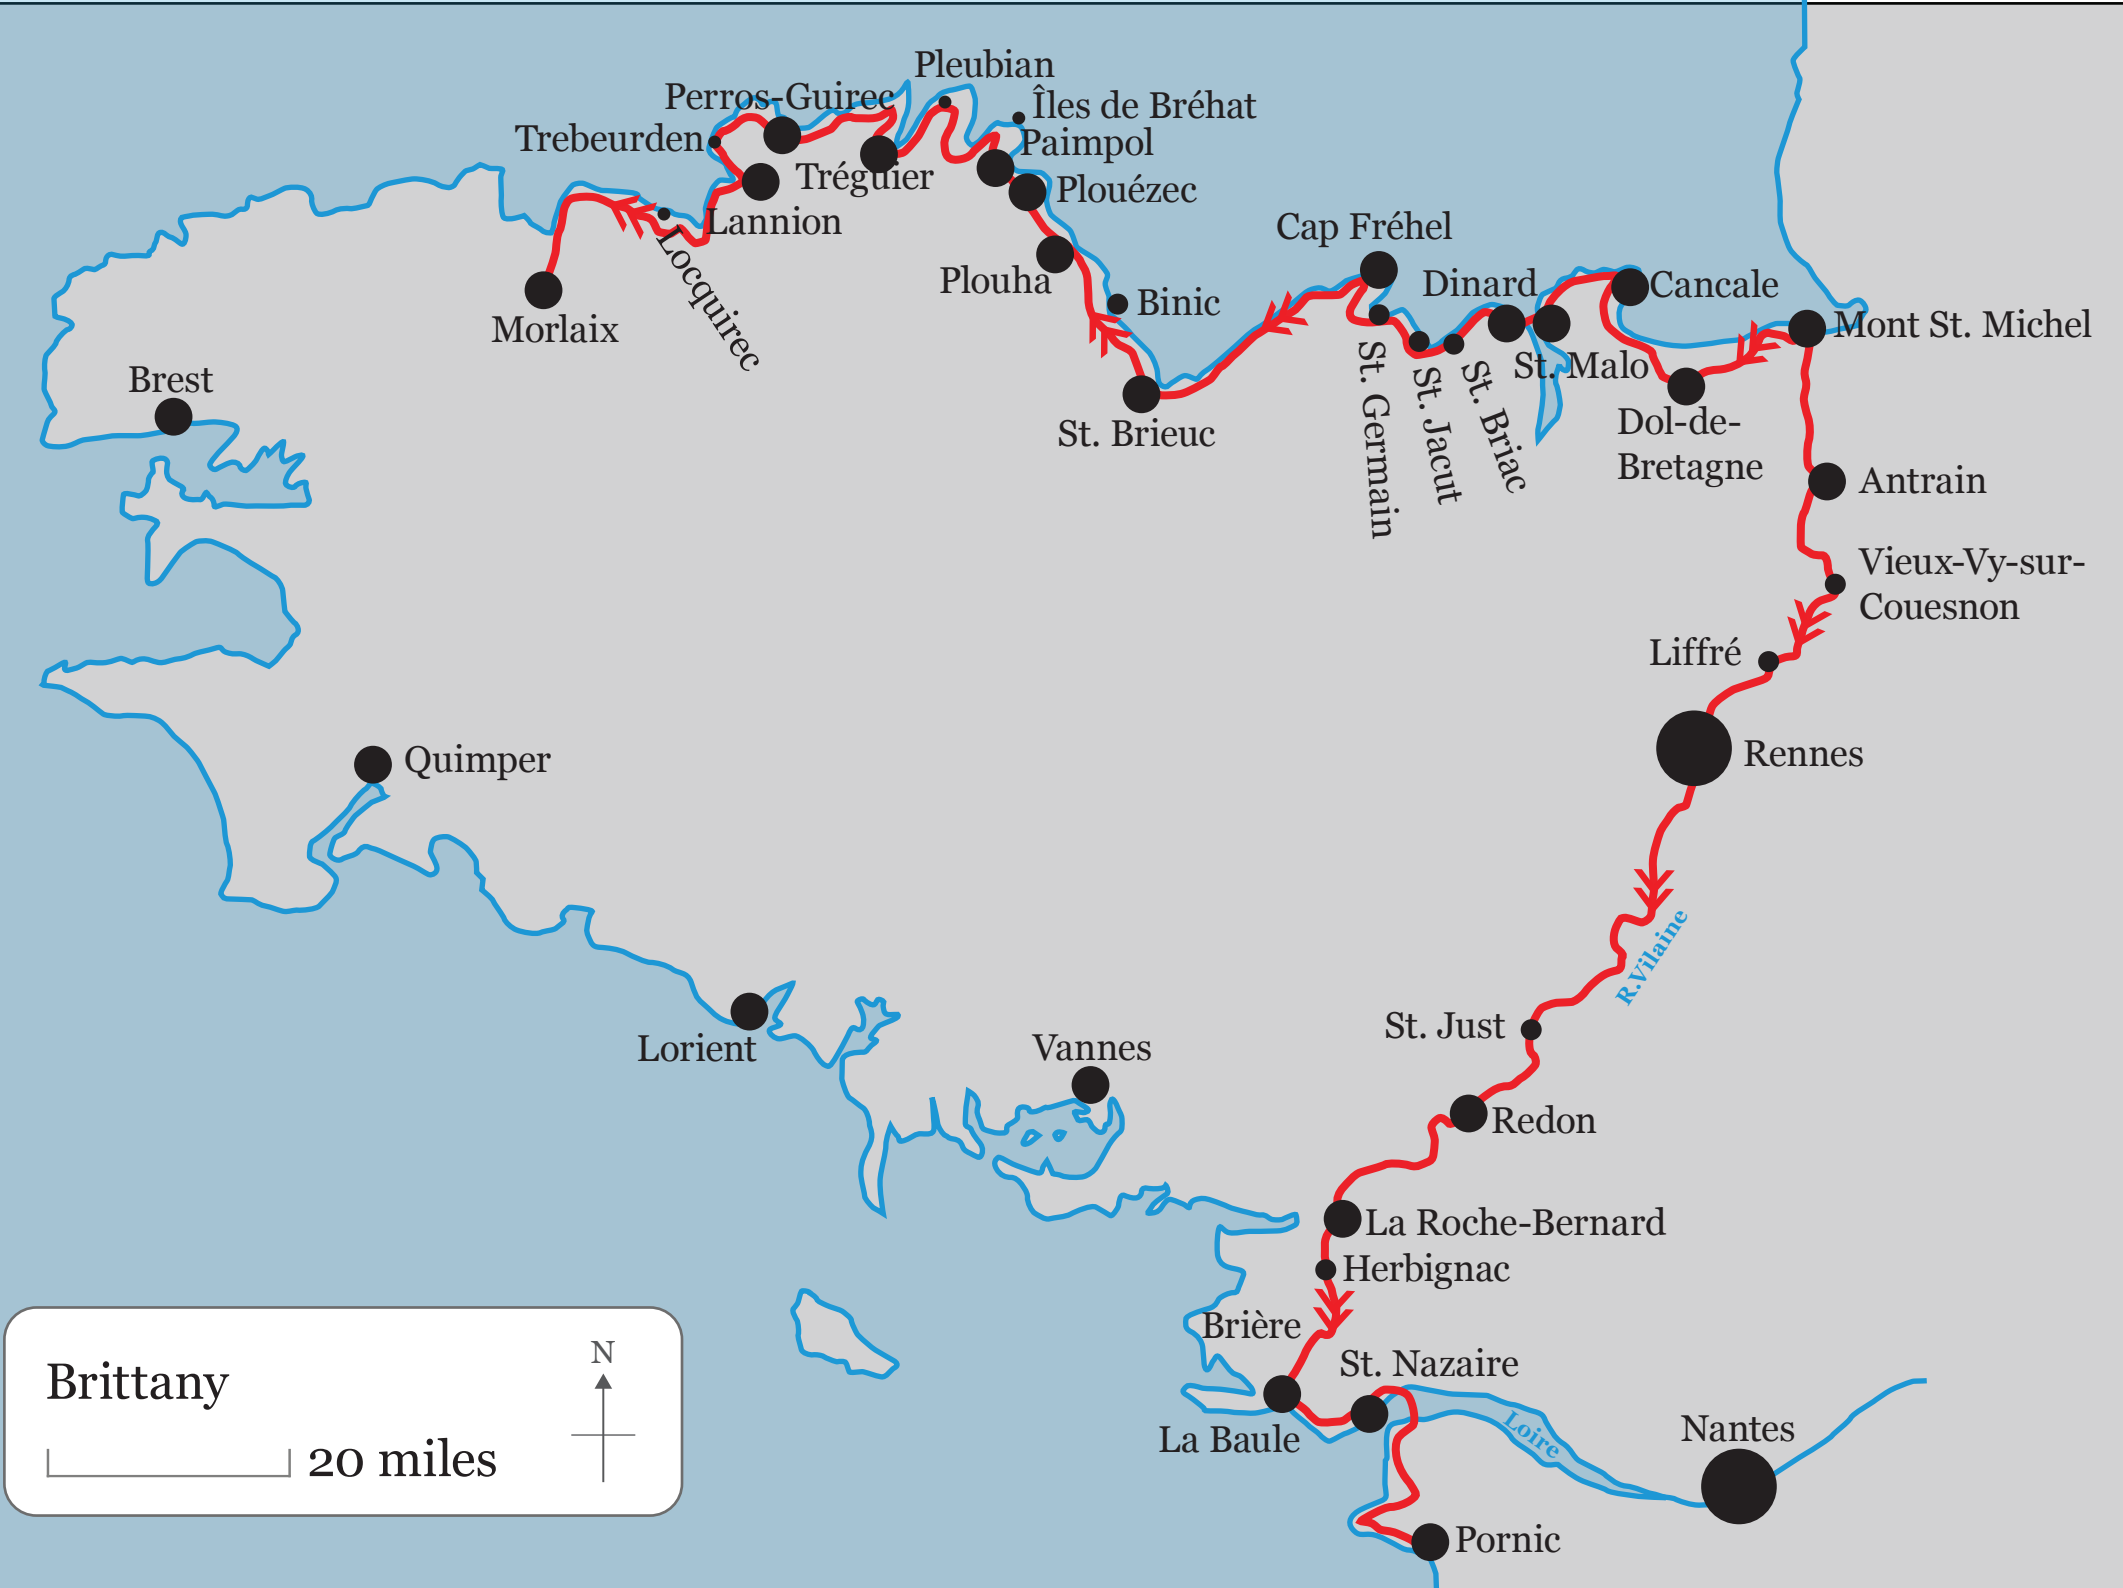 Pleubian
Perros-Guirec
Îles de Bréhat
Trebeurden
Paimpol
Tréguier
Plouézec
Lannion
Locquirec
Cap Fréhel
Plouha
Dinard
Cancale
Binic
Morlaix
Mont St. Michel
St. Malo
Brest
St. Germain
St. Jacut
St. Briac
St. Brieuc
Dol-de-
Bretagne
Antrain
Vieux-Vy-sur-
Couesnon
Liffré
Rennes
Quimper
R.Vilaine
St. Just
Lorient
Vannes
Redon
La Roche-Bernard
Herbignac
Brière
St. Nazaire
La Baule
Loire
Nantes
Pornic
N
Brittany
20 miles